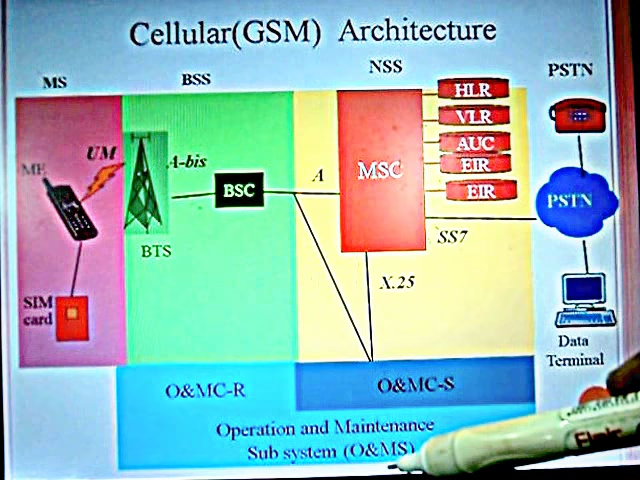 Cellular(GSM) Architecture
MS
BSS
NSS
PSTN
HLR
VLR
AUC
EIR
EIR
MSC
ME
UM
A-bis
BSC
A
BTS
SS7
PSTN
X.25
SIM
card
Data
Terminal
O&MC-R
O&MC-S
Operation and Maintenance
Sub system (O&MS)